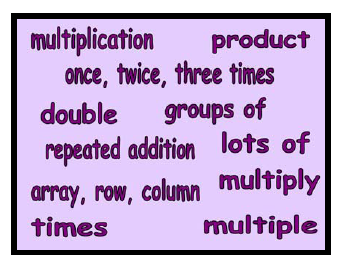 multiplication product
once, twice, three times
double groups of
repeated addition lots of
array, row, column multiply
times multiple